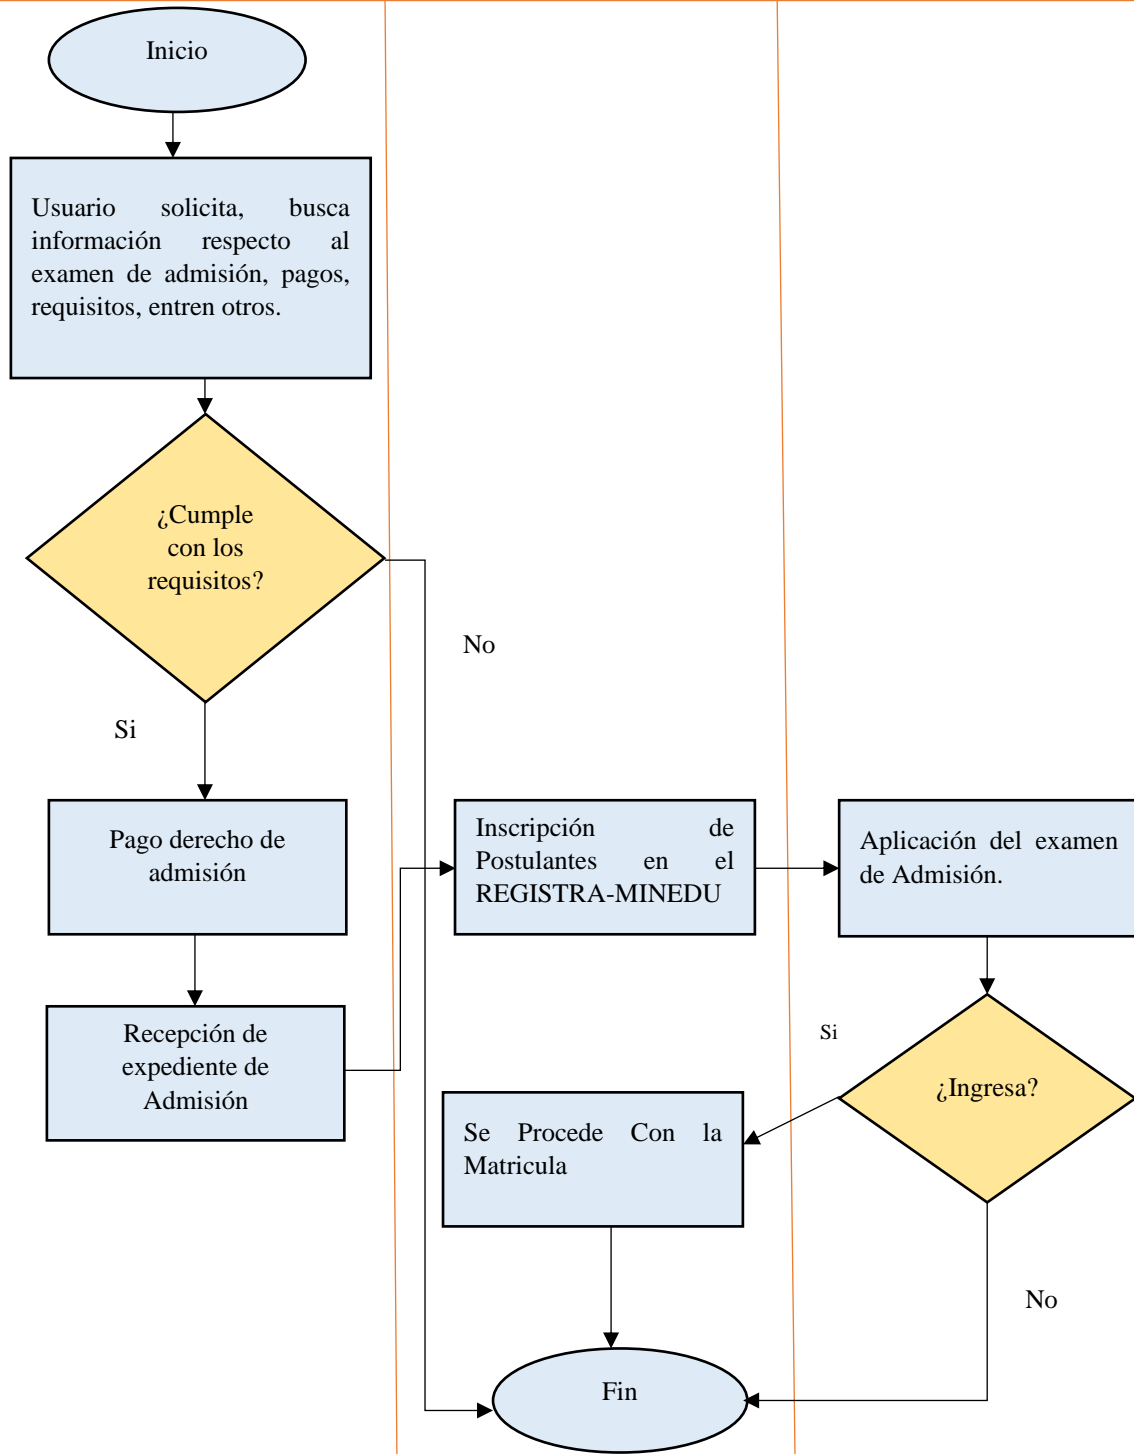 Inicio
Usuario solicita, busca
información respecto al
examen de admisión, pagos,
requisitos, entren otros.
¿Cumple
con los
requisitos?
No
Si
Pago derecho de
admisión
Recepción de
expediente de
Admisión
Inscripción de
Postulantes en el
REGISTRA-MINEDU
Aplicación del examen
de Admisión.
Si
¿Ingresa?
Se Procede Con la
Matricula
No
Fin